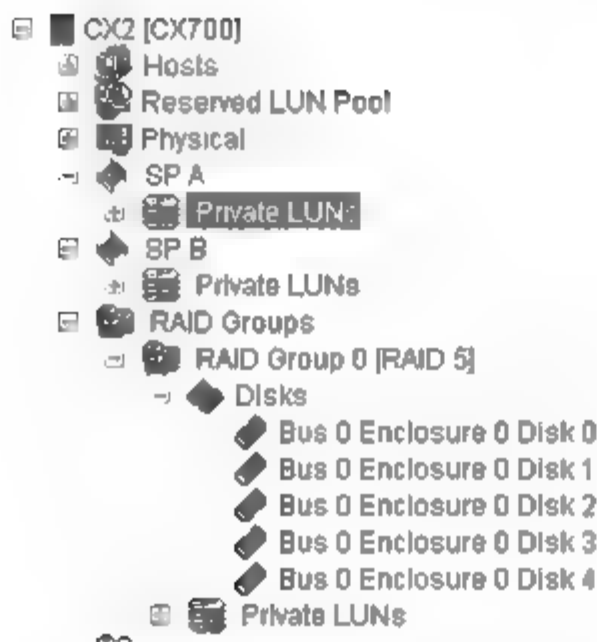 CX2 [CX700]
Hosts
Reserved LUN Pool
Physical
SP A
Private LUNs
SP B
Private LUNs
RAID Groups
RAID Group 0 [RAID 5]
Disks
Bus 0 Enclosure 0 Disk 0
Bus 0 Enclosure 0 Disk 1
Bus 0 Enclosure 0 Disk 2
Bus 0 Enclosure 0 Disk 3
Bus 0 Enclosure 0 Disk 4
Private LUNs